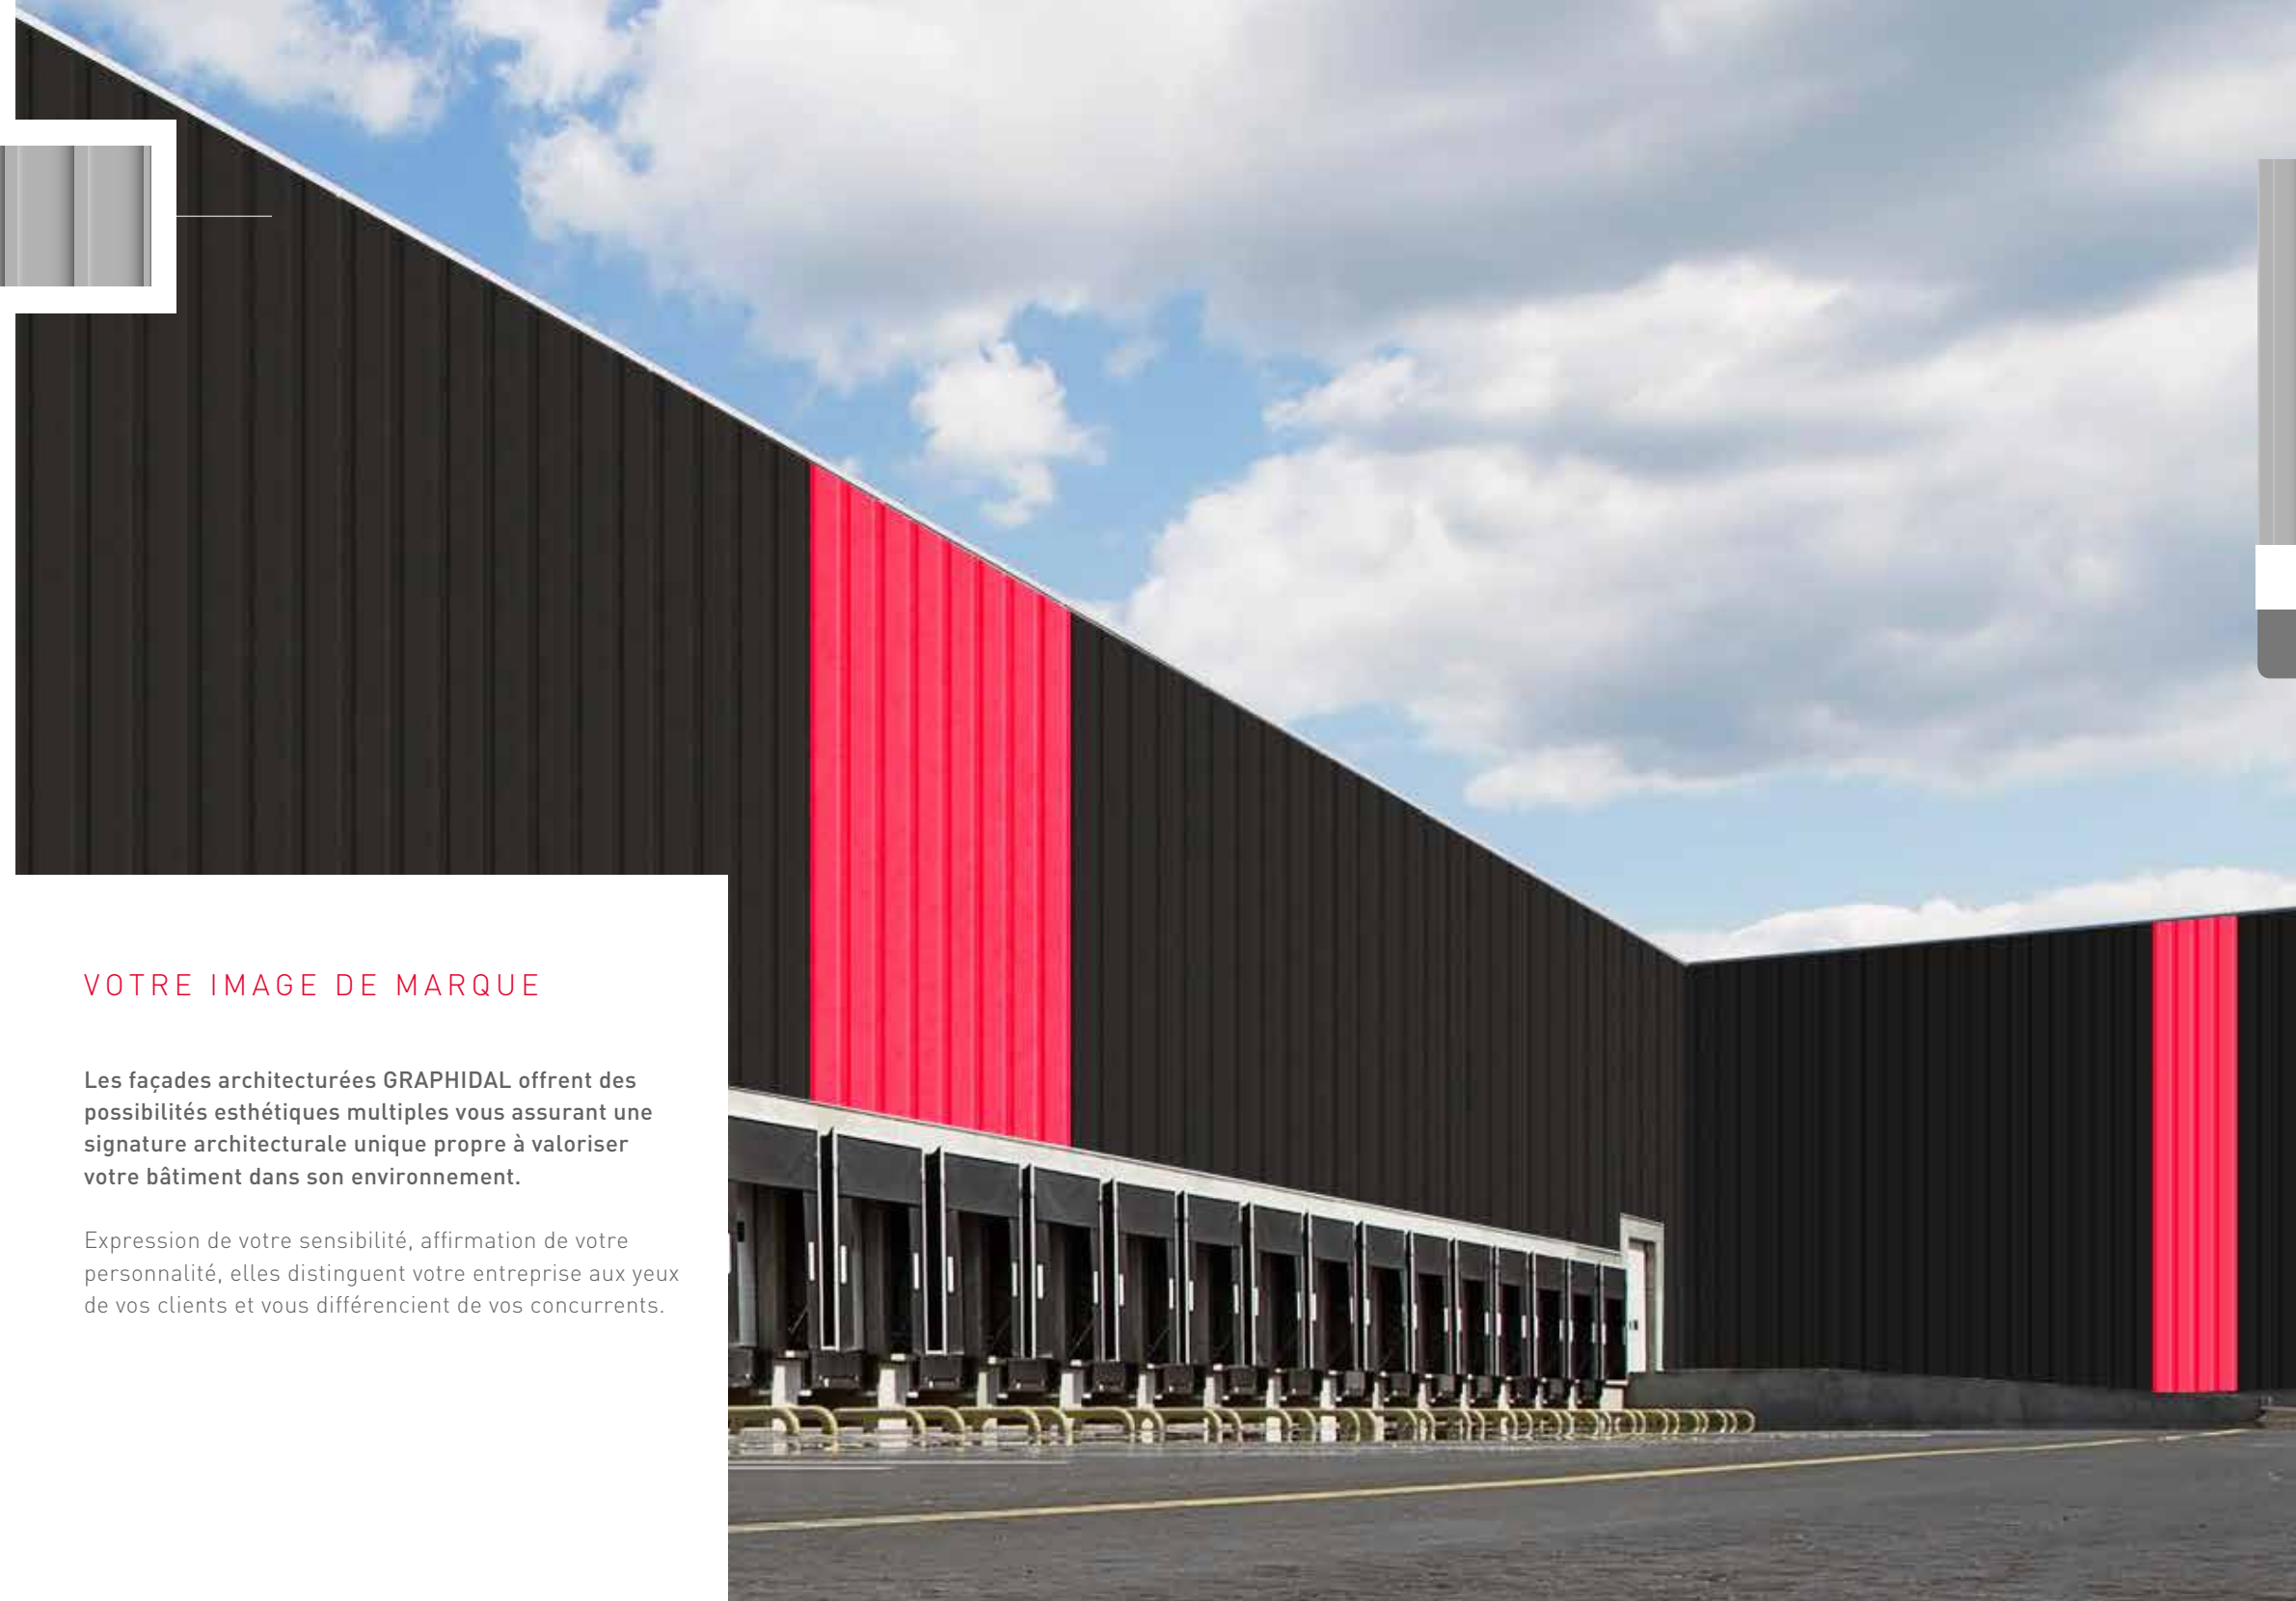 VOTRE IMAGE DE MARQUE
Les façades architecturées GRAPHIDAL offrent des
possibilités esthétiques multiples vous assurant une
signature architecturale unique propre à valoriser
votre bâtiment dans son environnement.
Expression de votre sensibilité, affirmation de votre
personnalité, elles distinguent votre entreprise aux yeux
de vos clients et vous différencient de vos concurrents.